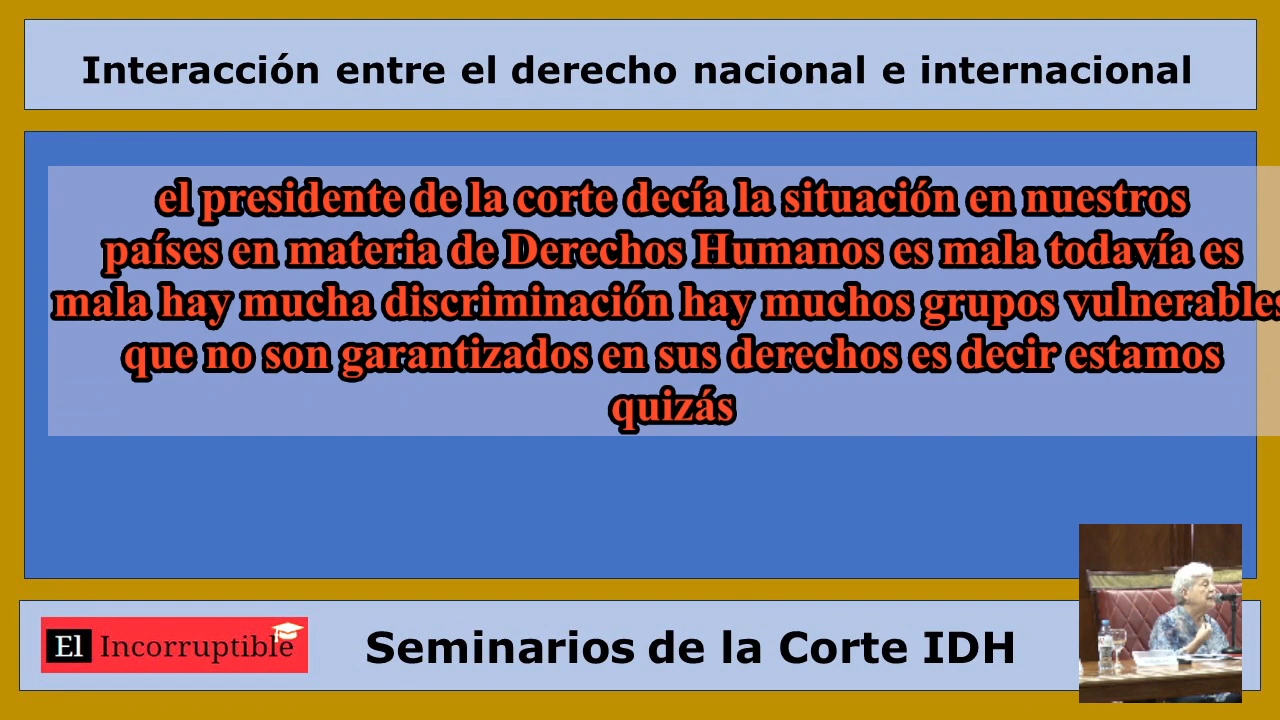 Interacción entre el derecho nacional e internacional
el presidente de la corte decía la situación en nuestros
países en materia de Derechos Humanos es mala todavía es
mala hay mucha discriminación hay muchos grupos vulnerables
que no son garantizados en sus derechos es decir estamos
quizás
El Incorruptible
Seminarios de la Corte IDH